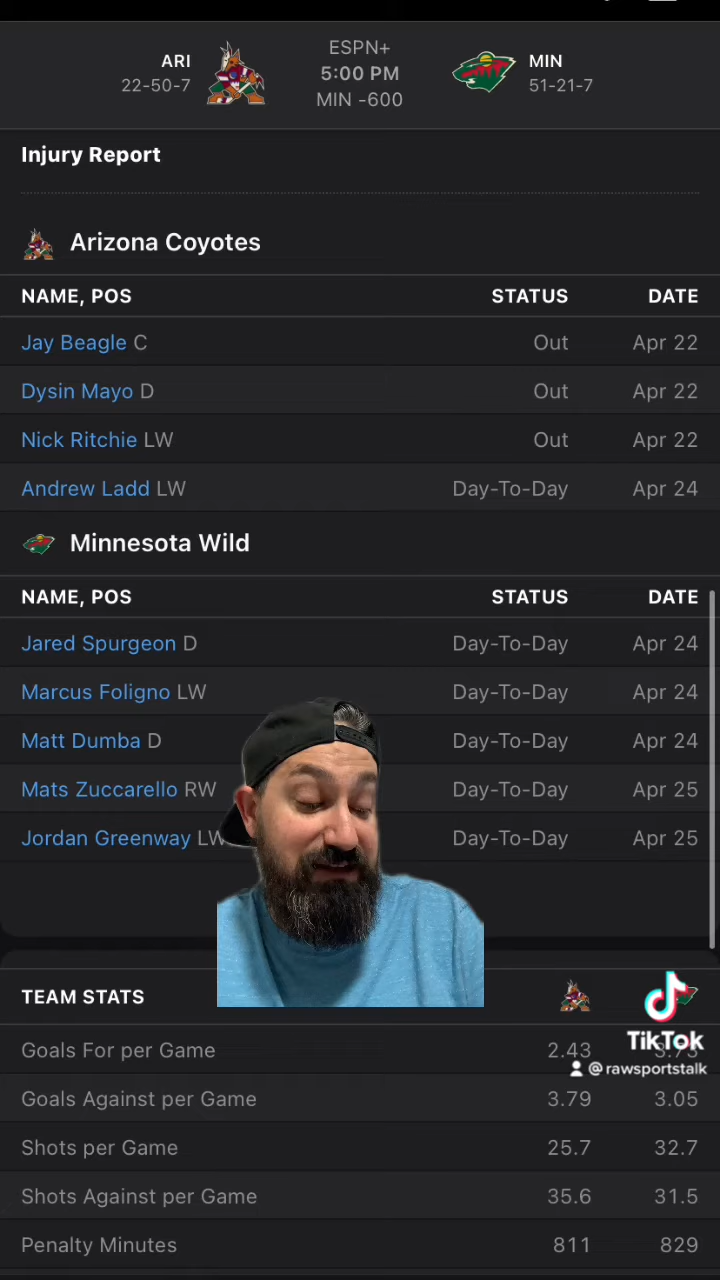 ESPN+
ARI 5:00 PM MIN
22-50-7 MIN -600 51-21-7
Injury Report
Arizona Coyotes
NAME, POS STATUS DATE
Jay Beagle C Out Apr 22
Dysin Mayo D Out Apr 22
Nick Ritchie LW Out Apr 22
Andrew Ladd LW Day-To-Day Apr 24
Minnesota Wild
NAME, POS STATUS DATE
Jared Spurgeon D Day-To-Day Apr 24
Marcus Foligno LW Day-To-Day Apr 24
Matt Dumba D Day-To-Day Apr 24
Mats Zuccarello RW Day-To-Day Apr 25
Jordan Greenway LW Day-To-Day Apr 25
TEAM STATS
TikTok
Goals For per Game 2.43 3.73
@rawsportstalk
Goals Against per Game 3.79 3.05
Shots per Game 25.7 32.7
Shots Against per Game 35.6 31.5
Penalty Minutes 811 829